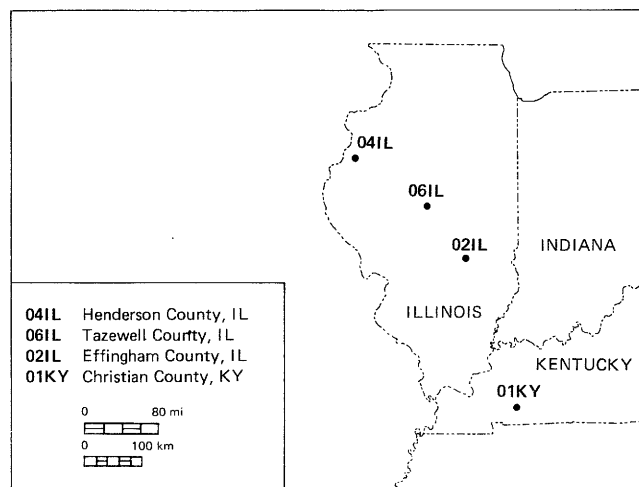 04IL
06IL
02IL
INDIANA
ILLINOIS
KENTUCKY
01KY
04IL Henderson County, IL
06IL Tazewell County, IL
02IL Effingham County, IL
01KY Christian County, KY
0 80 mi
0 100 km